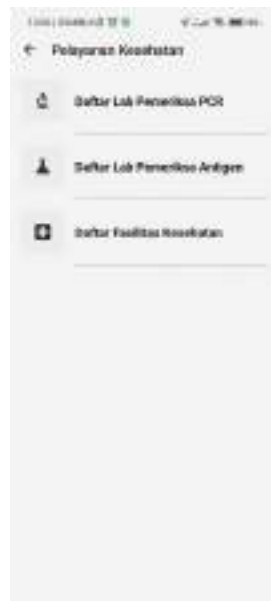 Pelayanan Kesehatan
Daftar Lab Pemeriksa PCR
Daftar Lab Pemeriksa Antigen
Daftar Fasilitas Kesehatan